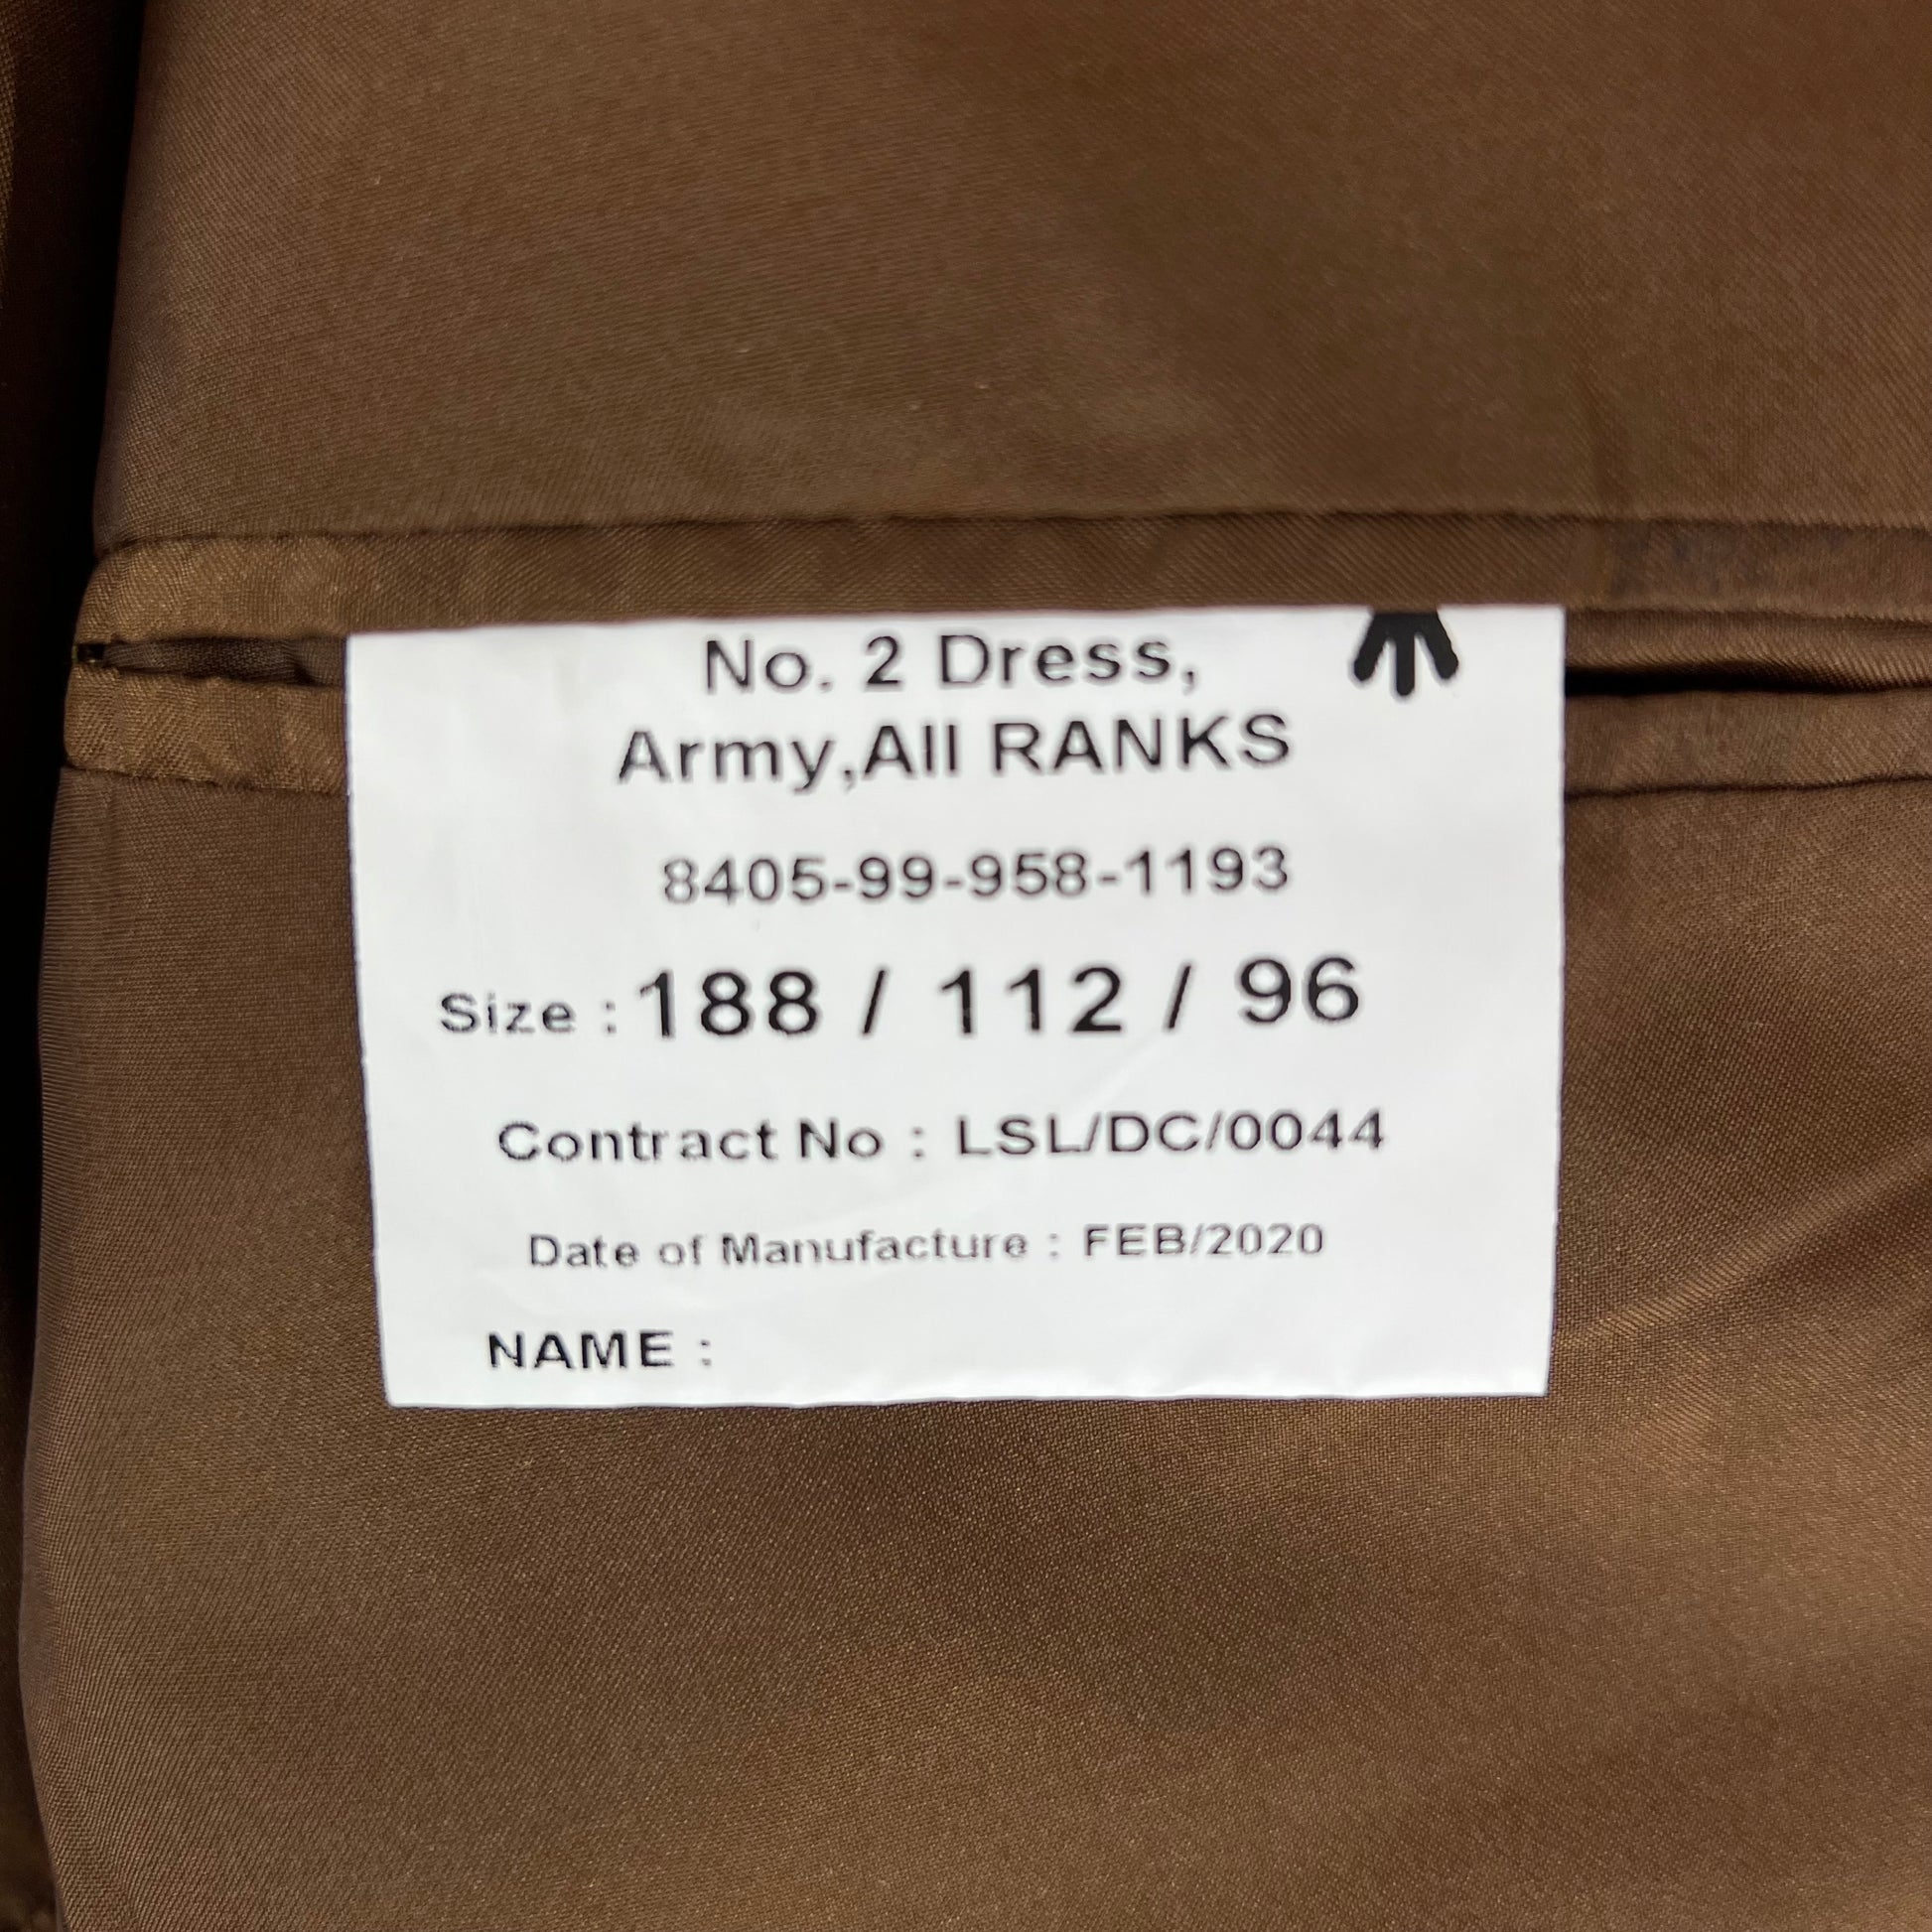 No. 2 Dress,
Army,All RANKS
8405-99-958-1193
Size : 188 / 112 / 96
Contract No : LSL/DC/0044
Date of Manufacture : FEB/2020
NAME :